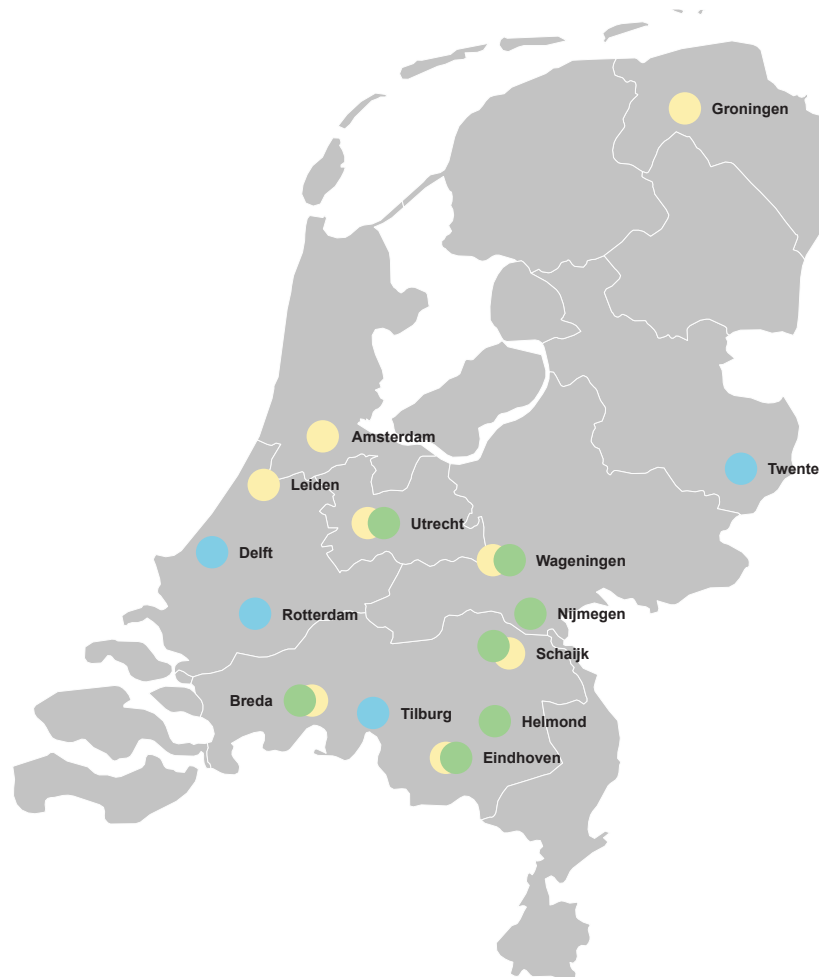 Groningen
Amsterdam
Twente
Leiden
Utrecht
Delft
Wageningen
Rotterdam
Nijmegen
Schaijk
Breda
Tilburg
Helmond
Eindhoven